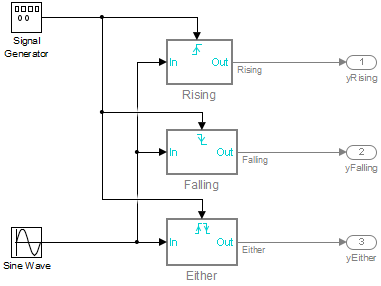 Signal
Generator
In
Out
Rising
1
yRising
Rising
In
Out
Falling
2
yFalling
Falling
Sine Wave
In
Out
Either
3
yEither
Either